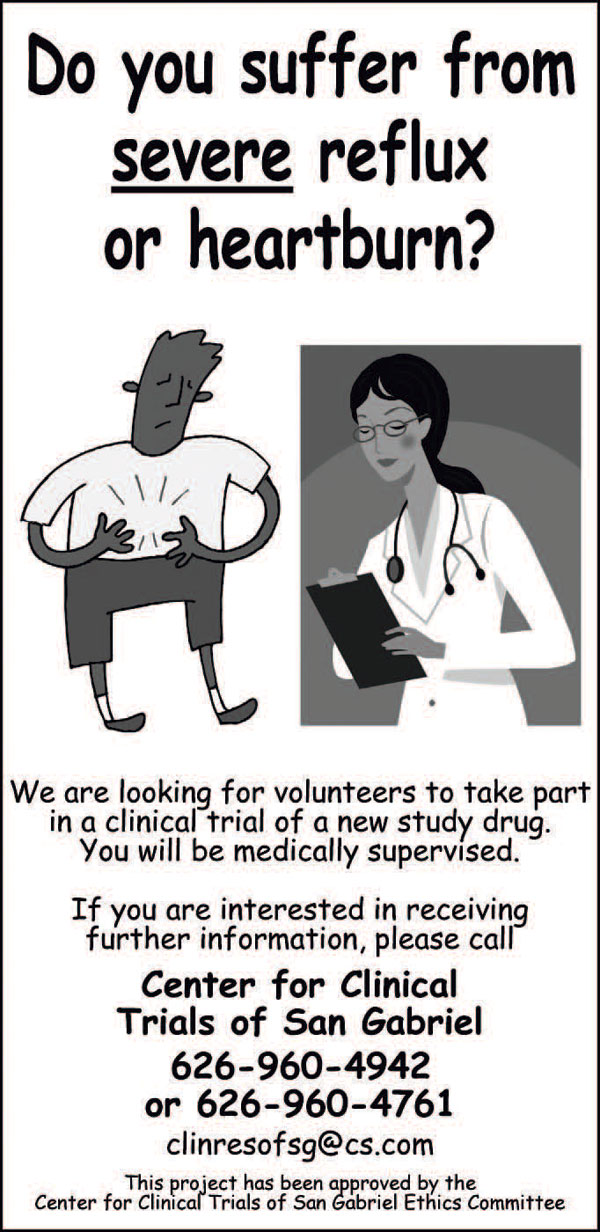 Do you suffer from
severe reflux
or heartburn?
We are looking for volunteers to take part
in a clinical trial of a new study drug.
You will be medically supervised.
If you are interested in receiving
further information, please call
Center for Clinical
Trials of San Gabriel
626-960-4942
or 626-960-4761
clinresofsg@cs.com
This project has been approved by the
Center for Clinical Trials of San Gabriel Ethics Committee